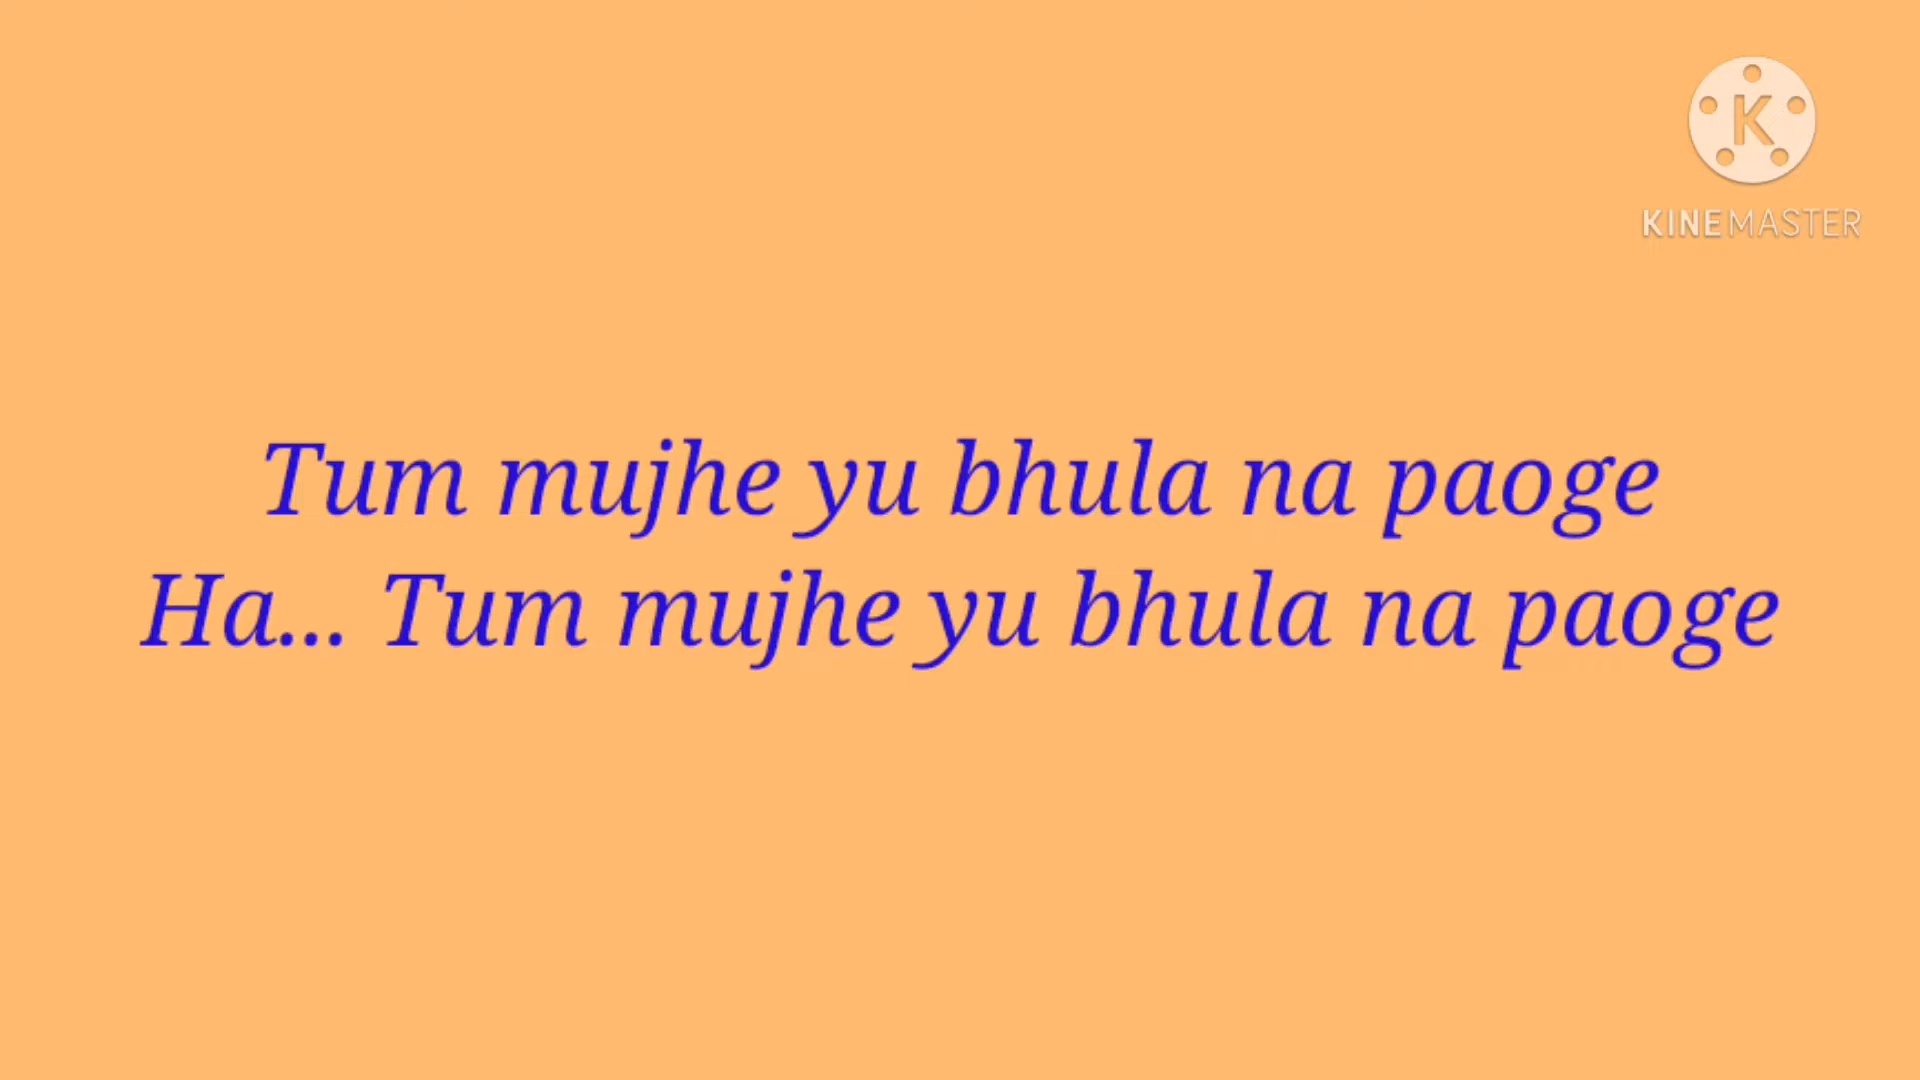 K
KINEMASTER
Tum mujhe yu bhula na paoge
Ha... Tum mujhe yu bhula na paoge